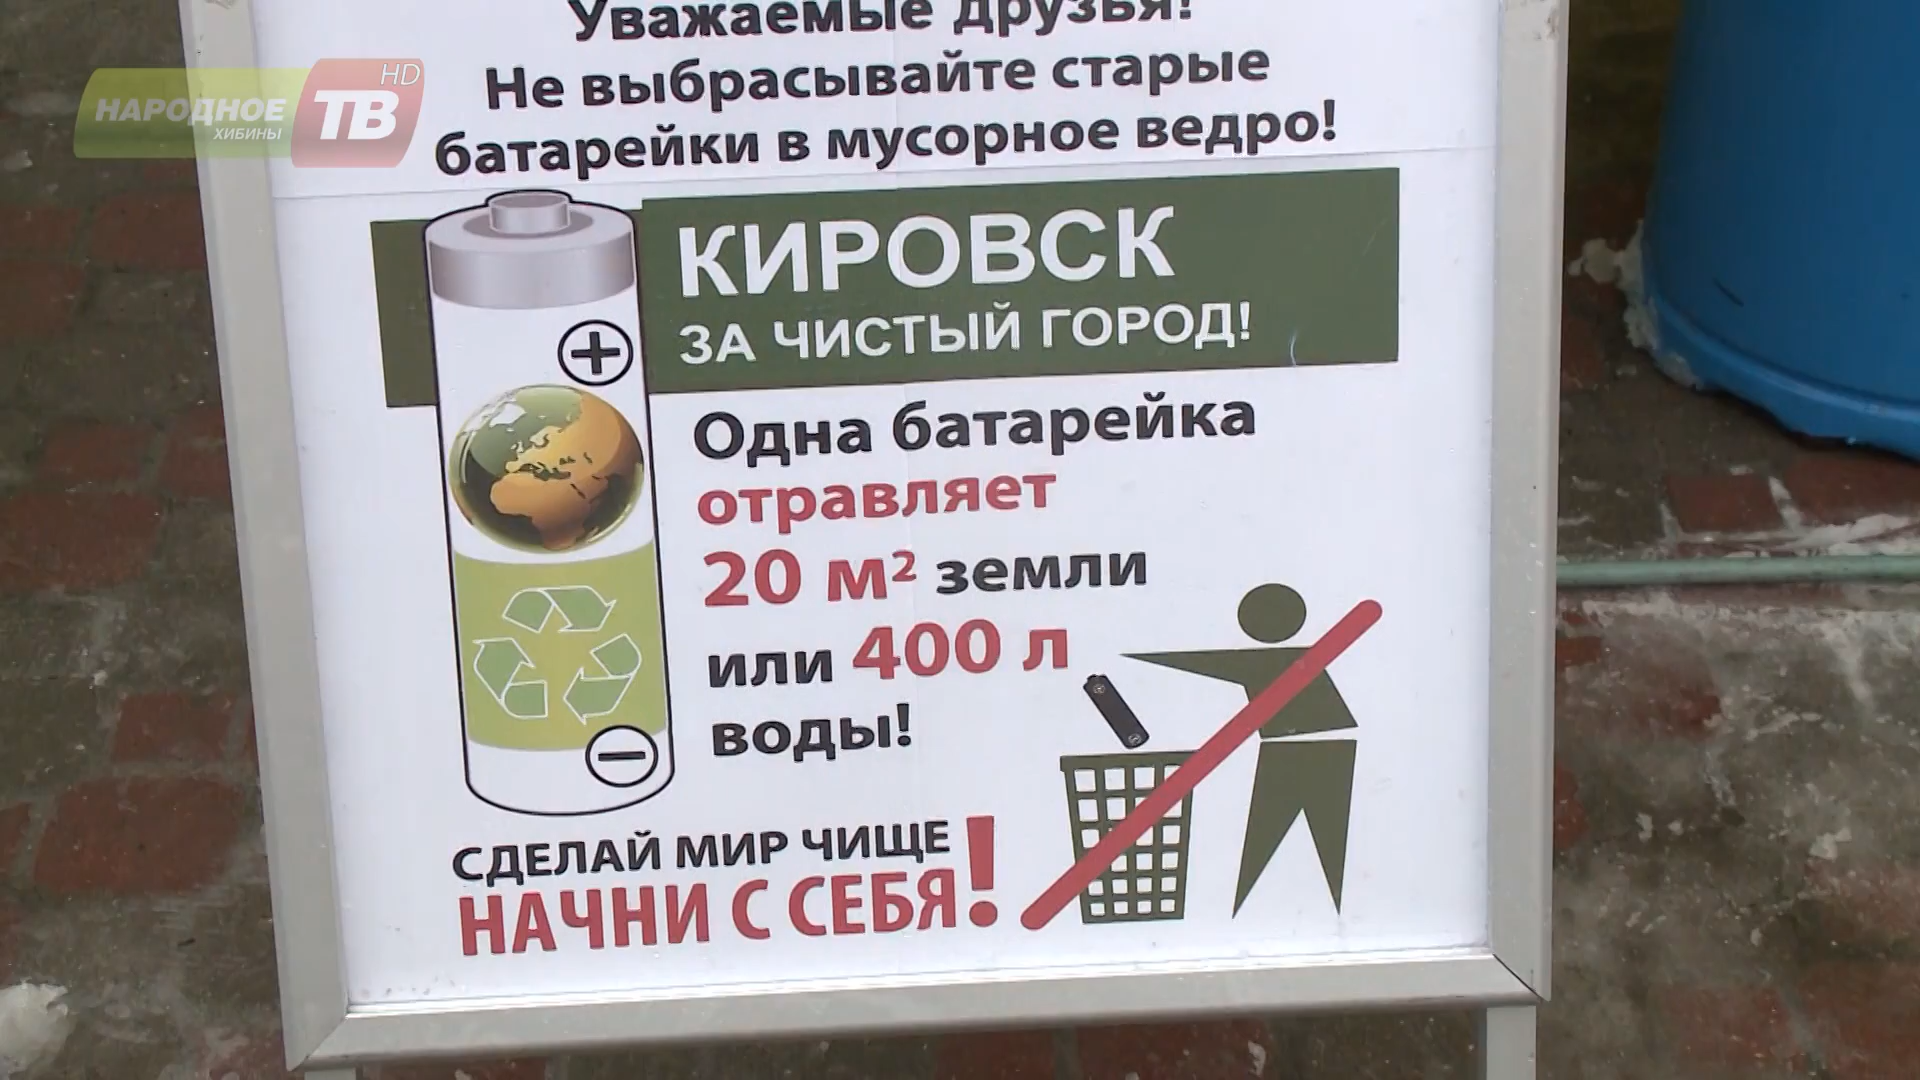 Уважаемые друзья!
Не выбрасывайте старые
батарейки в мусорное ведро!
НАРОДНОЕ ТВ HD
ХИБИНЫ
КИРОВСК
ЗА ЧИСТЫЙ ГОРОД!
Одна батарейка
отравляет
20 м² земли
или 400 л
воды!
СДЕЛАЙ МИР ЧИЩЕ
НАЧНИ С СЕБЯ!